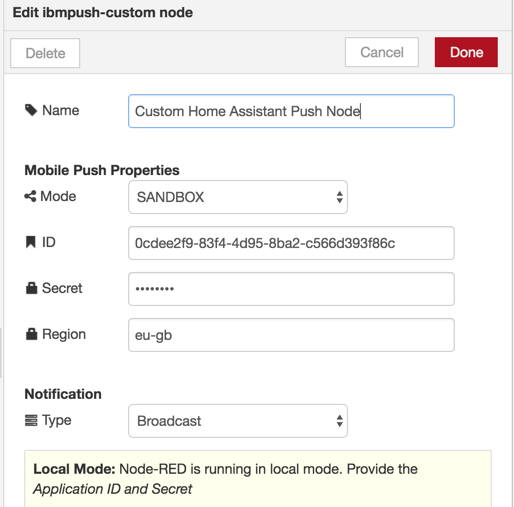 Edit ibmpush-custom node
Delete
Cancel
Done
Name
Custom Home Assistant Push Node
Mobile Push Properties
Mode
SANDBOX
ID
0cdee2f9-83f4-4d95-8ba2-c566d393f86c
Secret
••••••••
Region
eu-gb
Notification
Type
Broadcast
Local Mode: Node-RED is running in local mode. Provide the
Application ID and Secret